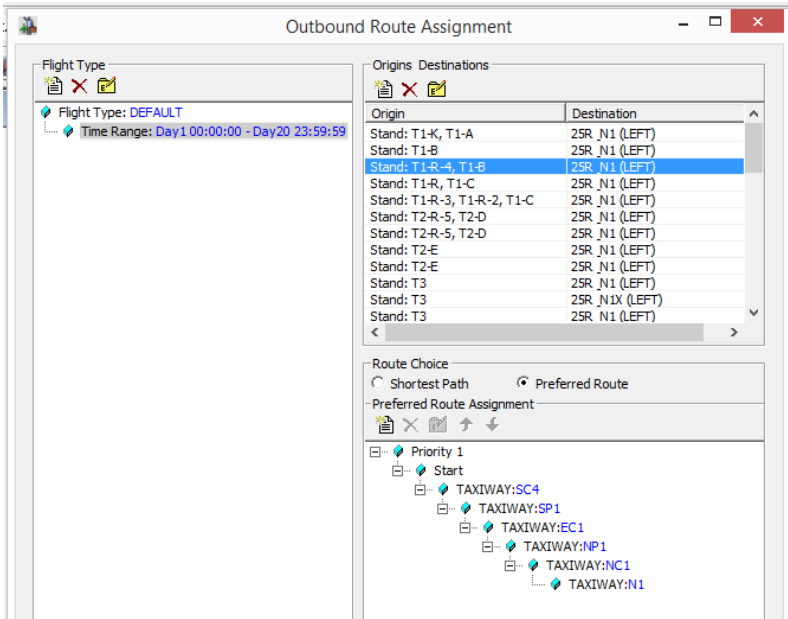 Outbound Route Assignment
Flight Type
Flight Type: DEFAULT
Time Range: Day1 00:00:00 - Day20 23:59:59
Origins Destinations
Origin Destination
Stand: T1-K, T1-A 25R_N1 (LEFT)
Stand: T1-B 25R_N1 (LEFT)
Stand: T1-R-4, T1-B 25R_N1 (LEFT)
Stand: T1-R, T1-C 25R_N1 (LEFT)
Stand: T1-R-3, T1-R-2, T1-C 25R_N1 (LEFT)
Stand: T2-R-5, T2-D 25R_N1 (LEFT)
Stand: T2-R-5, T2-D 25R_N1 (LEFT)
Stand: T2-E 25R_N1 (LEFT)
Stand: T2-E 25R_N1 (LEFT)
Stand: T3 25R_N1 (LEFT)
Stand: T3 25R_N1X (LEFT)
Stand: T3 25R_N1 (LEFT)
Route Choice
Shortest Path Preferred Route
Preferred Route Assignment
Priority 1
Start
TAXIWAY:SC4
TAXIWAY:SP1
TAXIWAY:EC1
TAXIWAY:NP1
TAXIWAY:NC1
TAXIWAY:N1